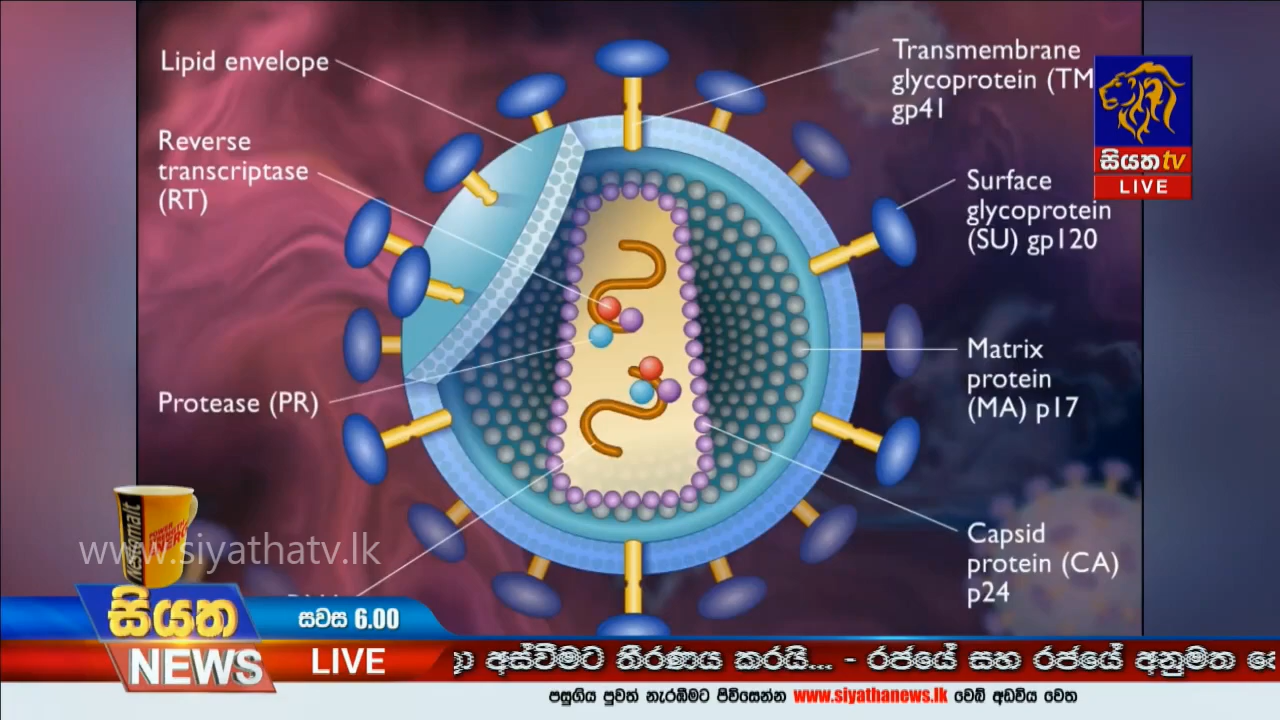 Lipid envelope
Reverse
transcriptase
(RT)
Protease (PR)
Transmembrane
glycoprotein (TM
gp41
Surface
glycoprotein
(SU) gp120
Matrix
protein
(MA) p17
Capsid
protein (CA)
p24
සියත tv
LIVE
www.siyathatv.lk
සියත
NEWS
සවස 6.00
LIVE
අස්වීමට තීරණය කරයි... - රජයේ සහ රජයේ අනුමත
පසුගිය පුවත් නැරඹීමට පිවිසෙන්න www.siyathanews.lk වෙබ් අඩවිය වෙත